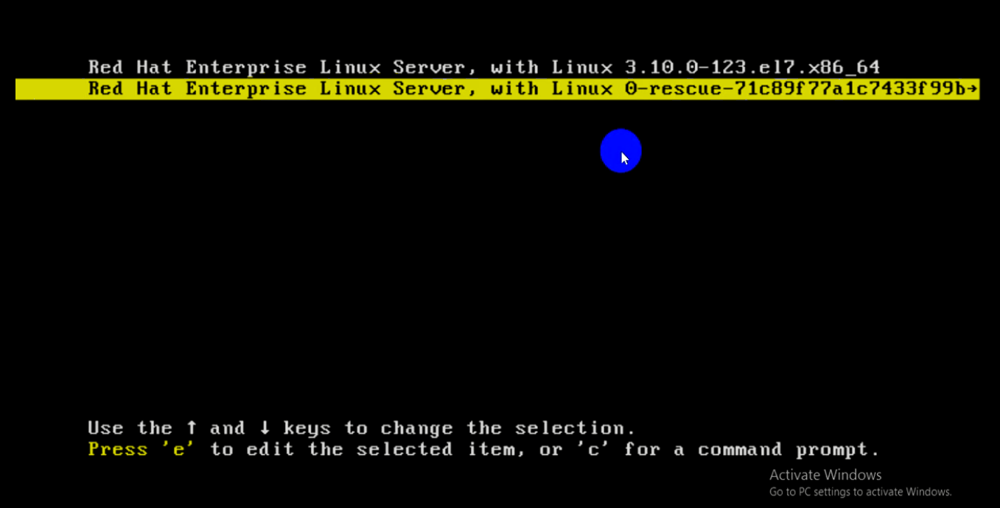 Red Hat Enterprise Linux Server, with Linux 3.10.0-123.el7.x86_64
Red Hat Enterprise Linux Server, with Linux 0-rescue-71c89f77a1c7433f99b→
Use the ↑ and ↓ keys to change the selection.
Press 'e' to edit the selected item, or 'c' for a command prompt.
Activate Windows
Go to PC settings to activate Windows.